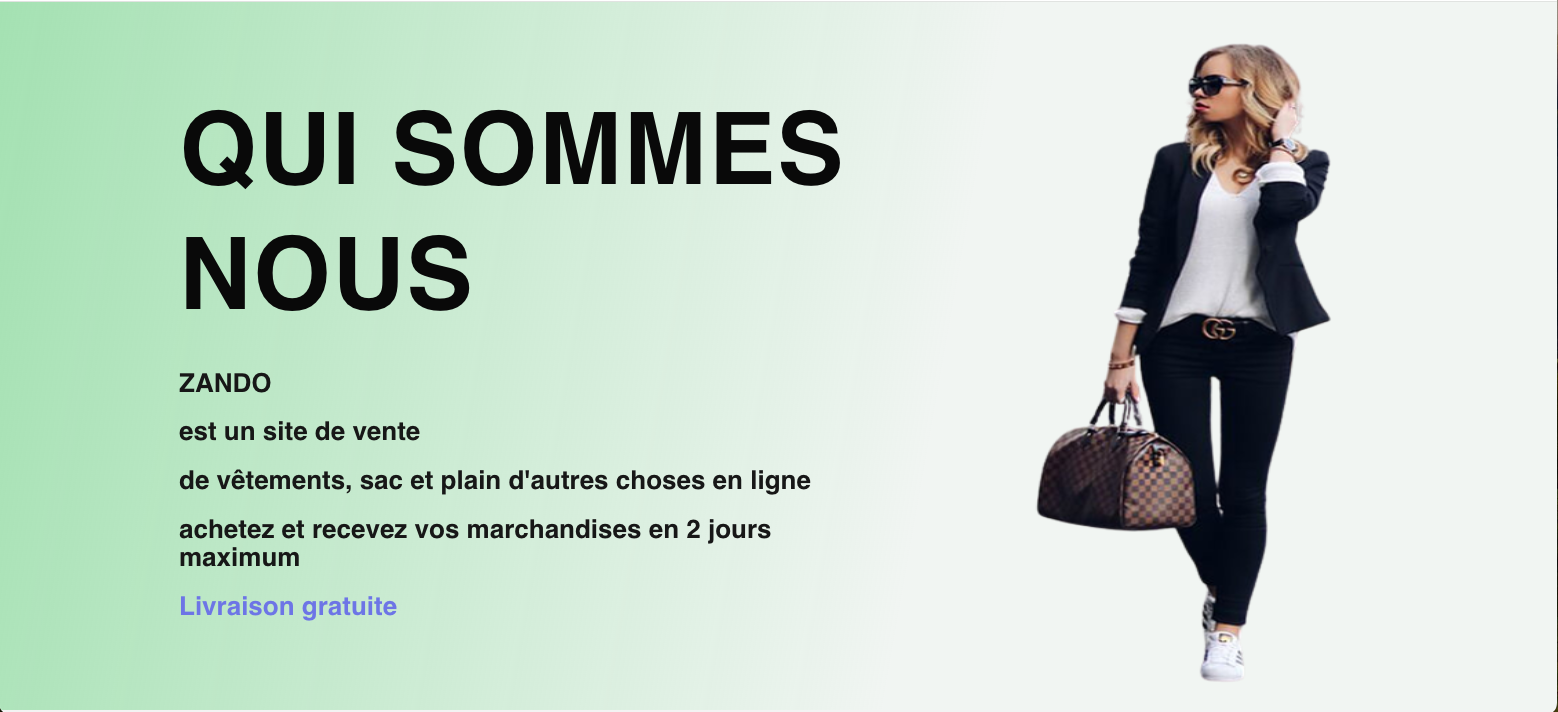 QUI SOMMES
NOUS
ZANDO
est un site de vente
de vêtements, sac et plain d'autres choses en ligne
achetez et recevez vos marchandises en 2 jours
maximum
Livraison gratuite